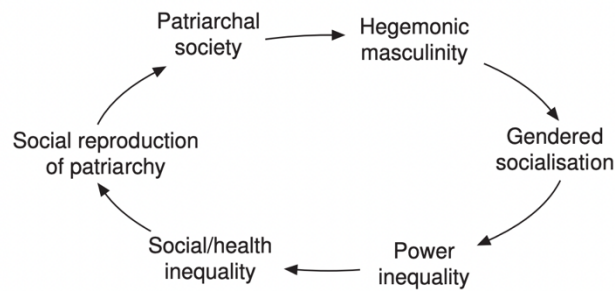 Patriarchal
society
Hegemonic
masculinity
Gendered
socialisation
Power
inequality
Social/health
inequality
Social reproduction
of patriarchy